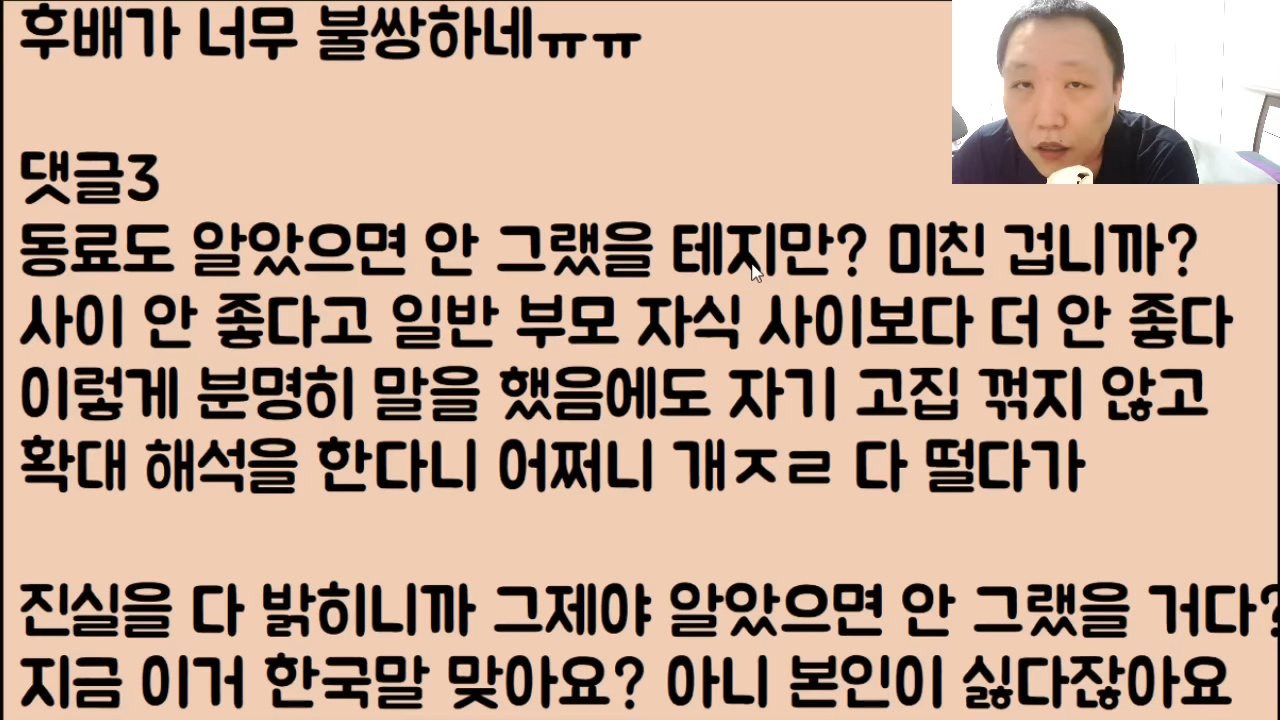 후배가 너무 불쌍하네ㅠㅠ
댓글3
동료도 알았으면 안 그랬을 테지만? 미친 겁니까?
사이 안 좋다고 일반 부모 자식 사이보다 더 안 좋다
이렇게 분명히 말을 했음에도 자기 고집 꺾지 않고
확대 해석을 한다니 어쩌니 개ㅈㄹ 다 떨다가
진실을 다 밝히니까 그제야 알았으면 안 그랬을 거다?
지금 이거 한국말 맞아요? 아니 본인이 싫다잖아요